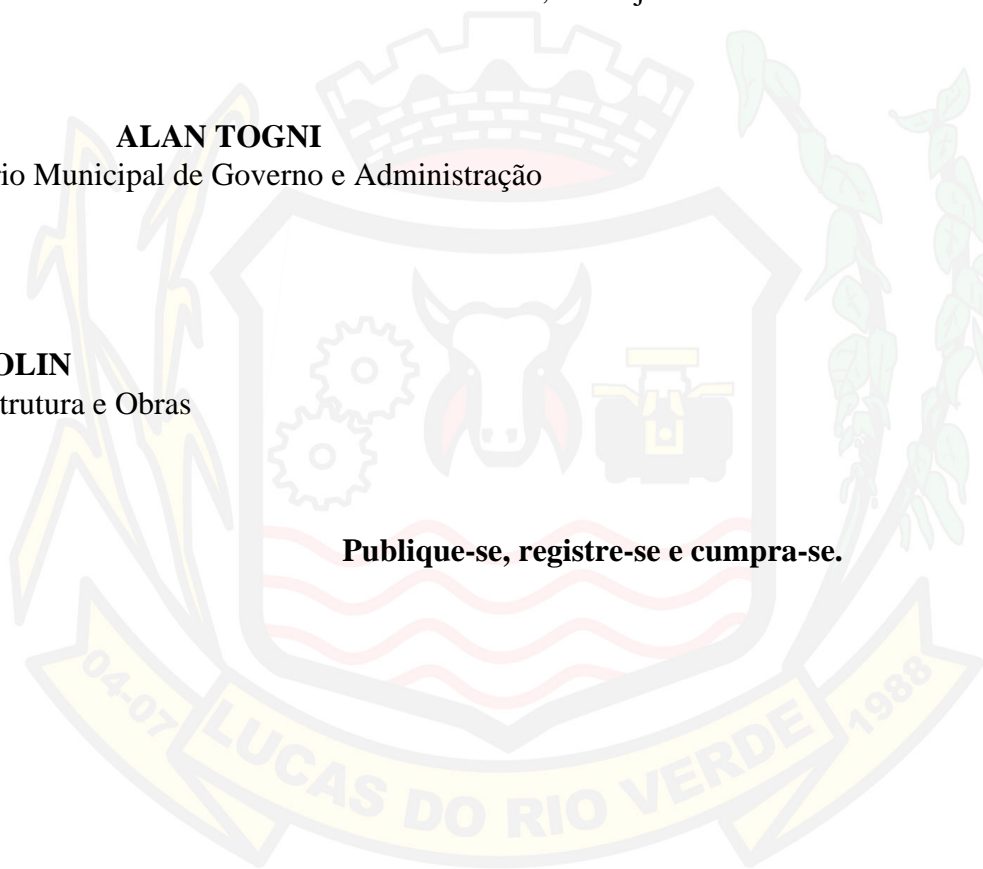 ALAN TOGNI
rio Municipal de Governo e Administração
OLIN
trutura e Obras
Publique-se, registre-se e cumpra-se.
04-07 LUCAS DO RIO VERDE 1988